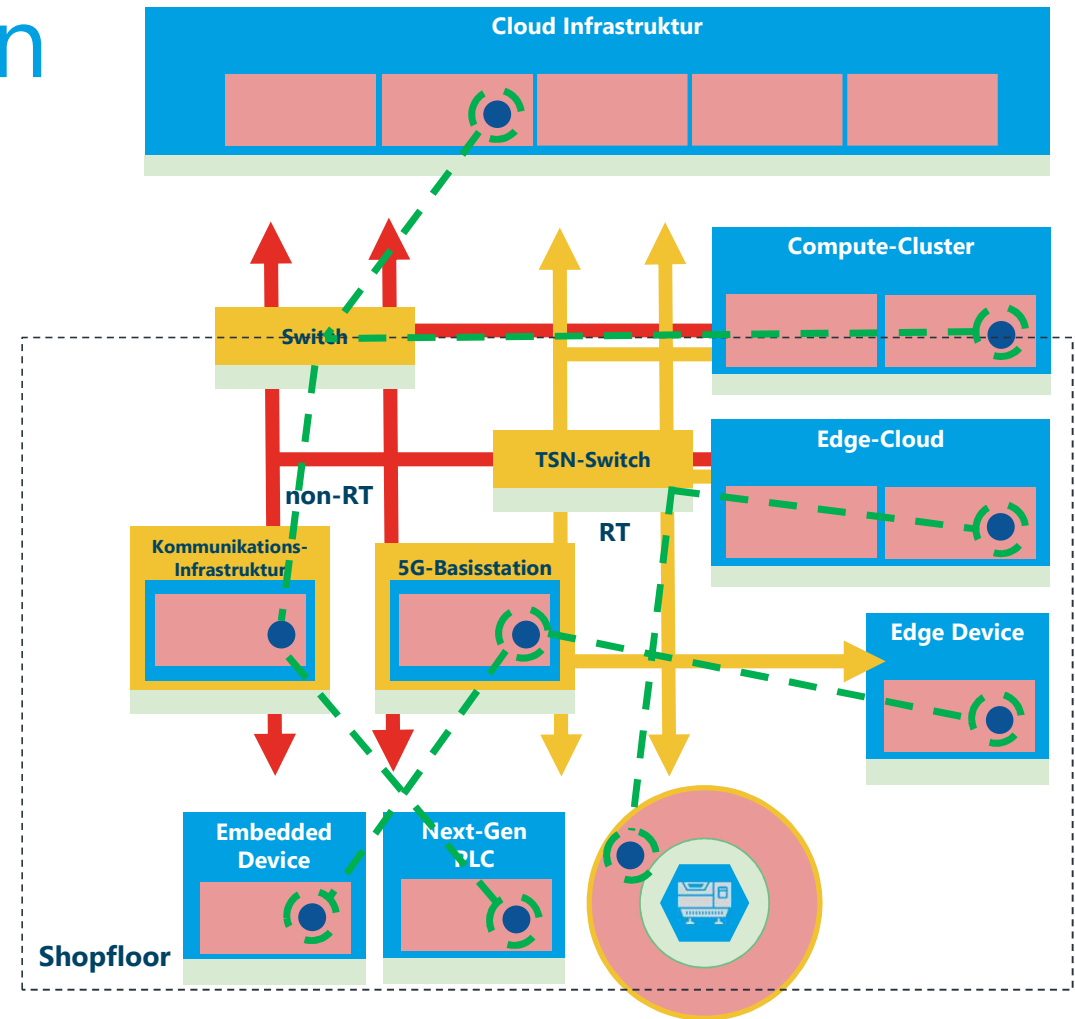 n
Cloud Infrastruktur
Compute-Cluster
Switch
Edge-Cloud
TSN-Switch
non-RT
RT
Kommunikations-
Infrastruktur
5G-Basisstation
Edge Device
Embedded
Device
Next-Gen
PLC
Shopfloor